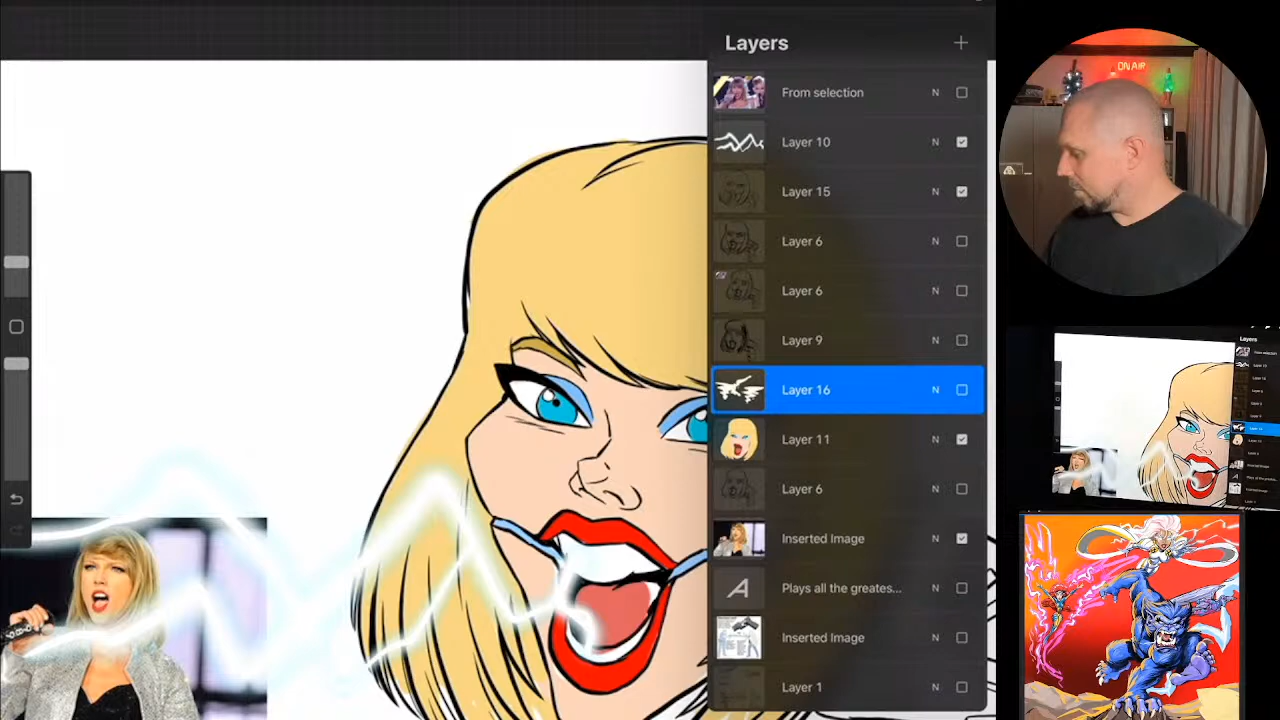 Layers
From selection N
Layer 10 N
Layer 15 N
Layer 6 N
Layer 6 N
Layer 9 N
Layer 16 N
Layer 11 N
Layer 6 N
Inserted Image N
Plays all the greates... N
Inserted Image N
Layer 1 N
ON AIR
Layers